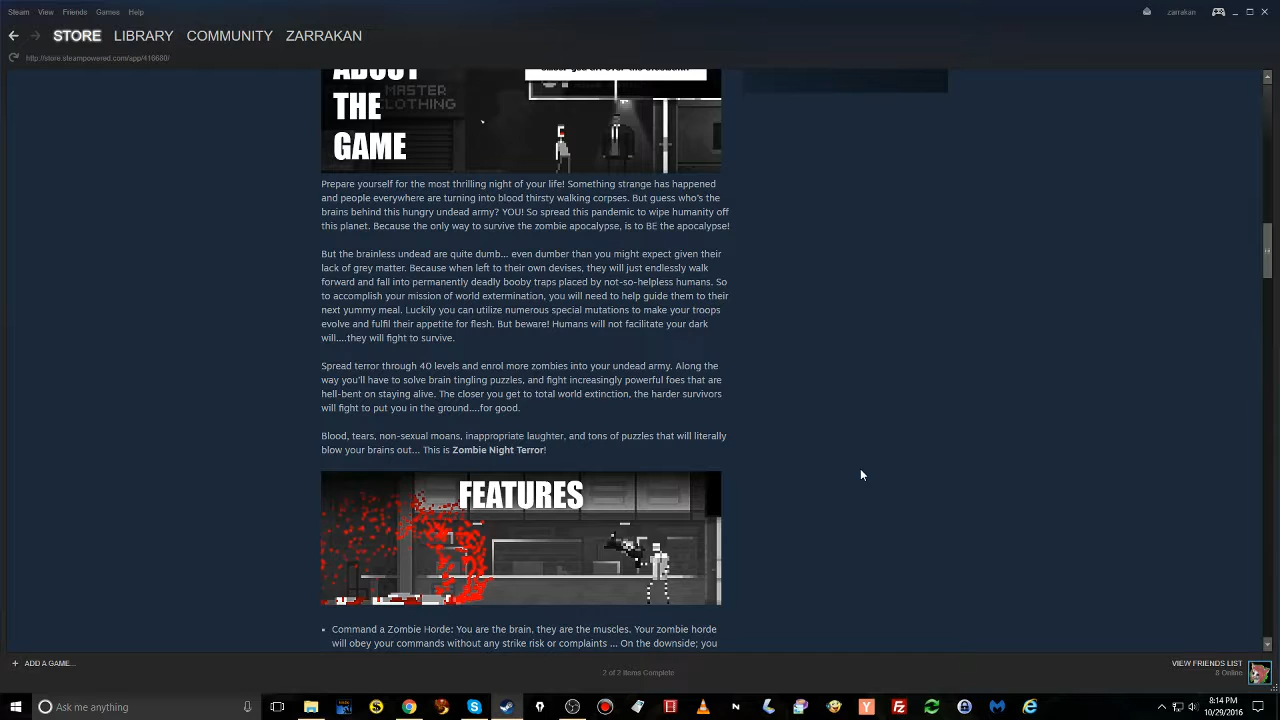 Steam View Friends Games Help zarrakan
STORE LIBRARY COMMUNITY ZARRAKAN
http://store.steampowered.com/app/416680/
ABOUT
THE
GAME
MASTER
CLOTHING
Prepare yourself for the most thrilling night of your life! Something strange has happened
and people everywhere are turning into blood thirsty walking corpses. But guess who's the
brains behind this hungry undead army? YOU! So spread this pandemic to wipe humanity off
this planet. Because the only way to survive the zombie apocalypse, is to BE the apocalypse!
But the brainless undead are quite dumb... even dumber than you might expect given their
lack of grey matter. Because when left to their own devises, they will just endlessly walk
forward and fall into permanently deadly booby traps placed by not-so-helpless humans. So
to accomplish your mission of world extermination, you will need to help guide them to their
next yummy meal. Luckily you can utilize numerous special mutations to make your troops
evolve and fulfil their appetite for flesh. But beware! Humans will not facilitate your dark
will....they will fight to survive.
Spread terror through 40 levels and enrol more zombies into your undead army. Along the
way you'll have to solve brain tingling puzzles, and fight increasingly powerful foes that are
hell-bent on staying alive. The closer you get to total world extinction, the harder survivors
will fight to put you in the ground....for good.
Blood, tears, non-sexual moans, inappropriate laughter, and tons of puzzles that will literally
blow your brains out... This is Zombie Night Terror!
FEATURES
▪ Command a Zombie Horde: You are the brain, they are the muscles. Your zombie horde
will obey your commands without any strike risk or complaints ... On the downside; you
+ ADD A GAME...
2 of 2 Items Complete
VIEW FRIENDS LIST
8 Online
Ask me anything
8:14 PM
10/29/2016